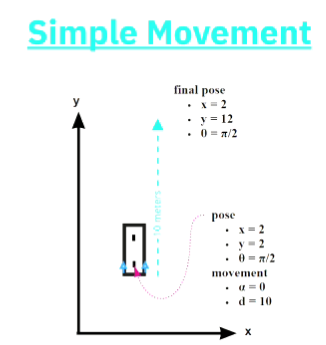 Simple Movement
final pose
• x = 2
• y = 12
• θ = π/2
y
10 meters
pose
• x = 2
• y = 2
• θ = π/2
movement
• α = 0
• d = 10
x